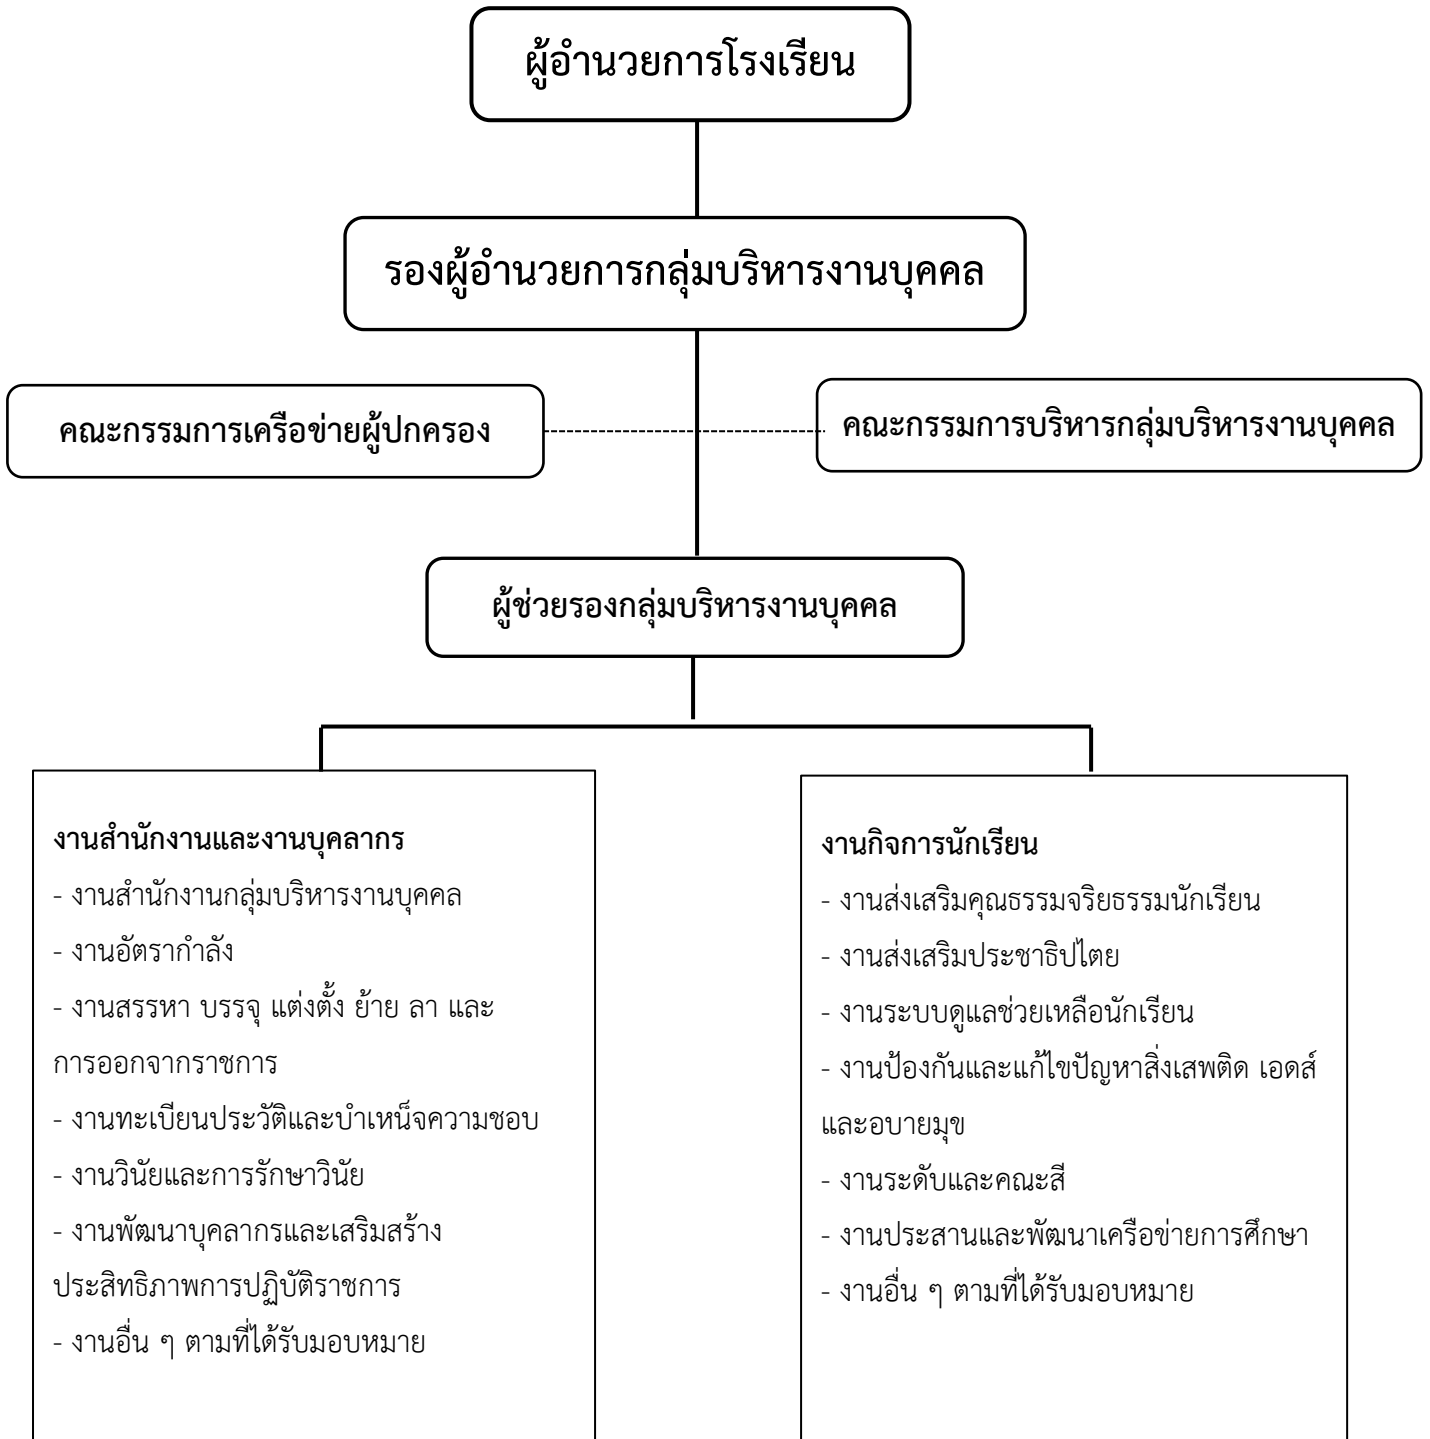 ผู้อำนวยการโรงเรียน
รองผู้อำนวยการกลุ่มบริหารงานบุคคล
คณะกรรมการเครือข่ายผู้ปกครอง
คณะกรรมการบริหารกลุ่มบริหารงานบุคคล
ผู้ช่วยรองกลุ่มบริหารงานบุคคล
งานสำนักงานและงานบุคลากร
- งานสำนักงานกลุ่มบริหารงานบุคคล
- งานอัตรากำลัง
- งานสรรหา บรรจุ แต่งตั้ง ย้าย ลา และ
การออกจากราชการ
- งานทะเบียนประวัติและบำเหน็จความชอบ
- งานวินัยและการรักษาวินัย
- งานพัฒนาบุคลากรและเสริมสร้าง
ประสิทธิภาพการปฏิบัติราชการ
- งานอื่น ๆ ตามที่ได้รับมอบหมาย
งานกิจการนักเรียน
- งานส่งเสริมคุณธรรมจริยธรรมนักเรียน
- งานส่งเสริมประชาธิปไตย
- งานระบบดูแลช่วยเหลือนักเรียน
- งานป้องกันและแก้ไขปัญหาสิ่งเสพติด เอดส์
และอบายมุข
- งานระดับและคณะสี
- งานประสานและพัฒนาเครือข่ายการศึกษา
- งานอื่น ๆ ตามที่ได้รับมอบหมาย